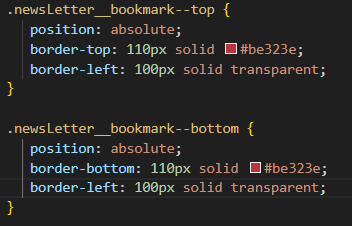 .newsLetter__bookmark--top {
position: absolute;
border-top: 110px solid #be323e;
border-left: 100px solid transparent;
}
.newsLetter__bookmark--bottom {
position: absolute;
border-bottom: 110px solid #be323e;
border-left: 100px solid transparent;
}